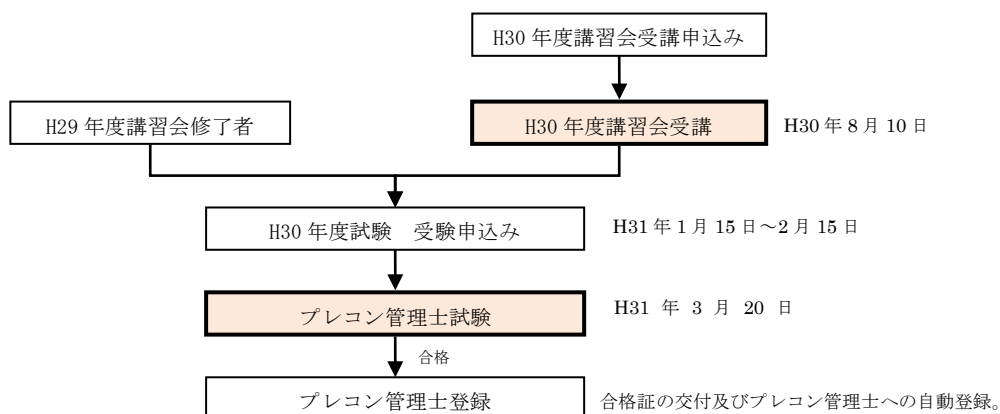 H30 年度講習会受講申込み
H29 年度講習会修了者
H30 年度講習会受講
H30 年 8 月 10 日
H30 年度試験　受験申込み
H31 年 1 月 15 日～2 月 15 日
プレコン管理士試験
H31 年 3 月 20 日
合格
プレコン管理士登録
合格証の交付及びプレコン管理士への自動登録。